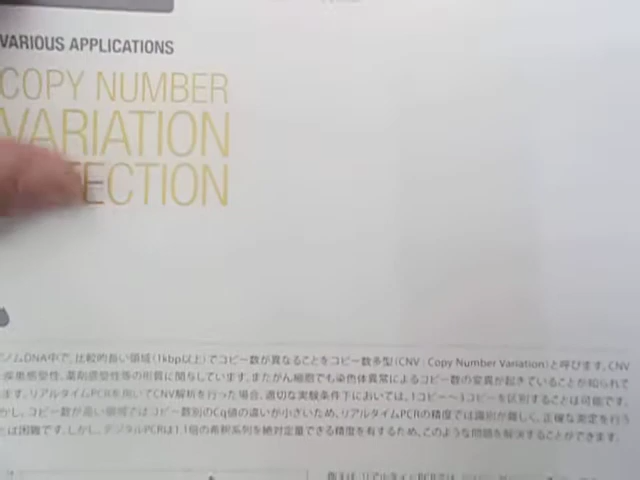 VARIOUS APPLICATIONS
COPY NUMBER
VARIATION
ECTION
ノムDNA中で、比較的長い領域(1kbp以上)でコピー数が異なることをコピー数多型(CNV : Copy Number Variation)と呼びます。CNV
疾患感受性、薬剤感受性等の形質に関与しています。またがん細胞でも染色体異常によるコピー数の変異が起きていることが知られて
ます。リアルタイムPCRを用いてCNV解析を行った場合、適切な実験条件下においては、1コピー〜3コピーを区別することは可能です。
かし、コピー数が高い領域ではコピー数別のCq値の違いが小さいため、リアルタイムPCRの精度では識別が難しく、正確な測定を行う
とは困難です。しかし、デジタルPCRは1.1倍の希釈系列を絶対定量できる精度を有するため、このような問題を解決することができます。